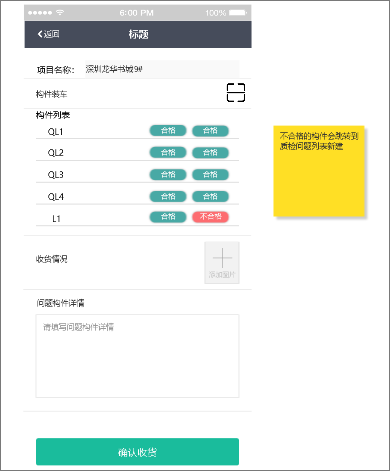 6:00 PM 100%
返回 标题
项目名称： 深圳龙华书城9#
构件装车
构件列表
QL1 合格 合格
QL2 合格 合格
QL3 合格 合格
QL4 合格 合格
L1 合格 不合格
收货情况
添加图片
问题构件详情
请填写问题构件详情
确认收货
不合格的构件会跳转到
质检问题列表新建